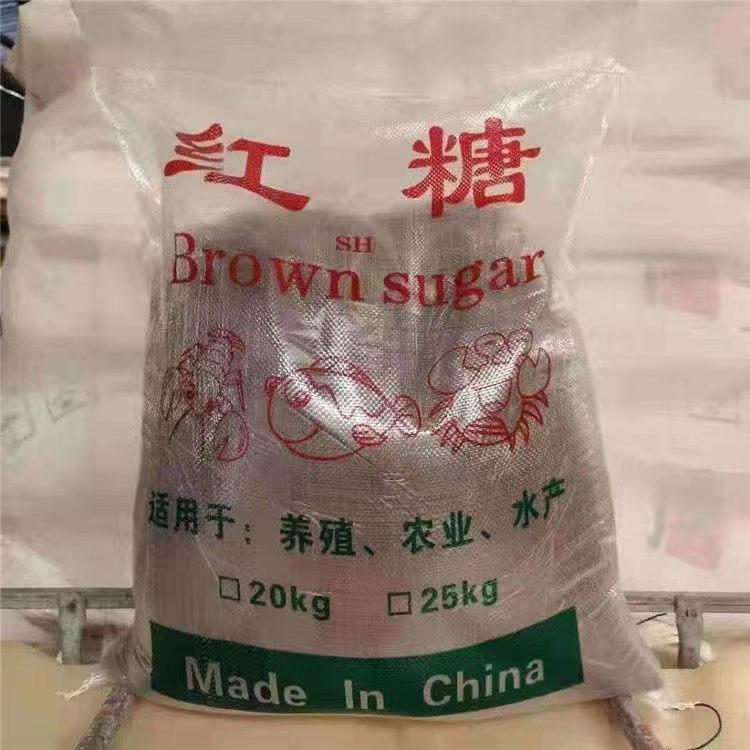 红糖
SH
Brown sugar
适用于：养殖、农业、水产
□20kg □25kg
Made In China